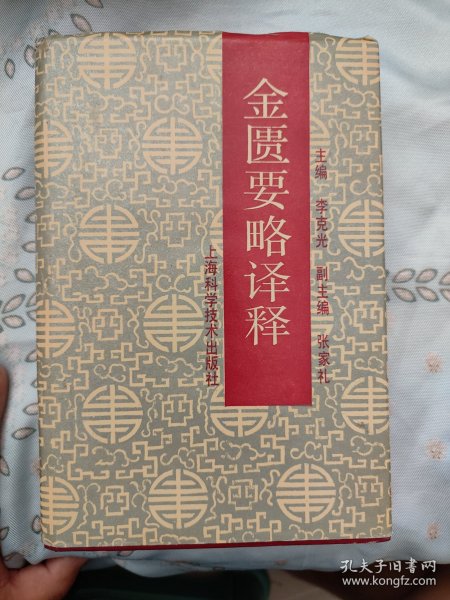 金匮要略译释
主编 李克光 副主编 张家礼
上海科学技术出版社
孔夫子旧书网
www.kongfz.com